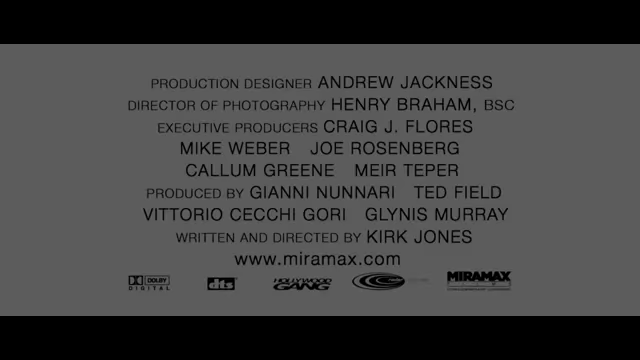 PRODUCTION DESIGNER ANDREW JACKNESS
DIRECTOR OF PHOTOGRAPHY HENRY BRAHAM, BSC
EXECUTIVE PRODUCERS CRAIG J. FLORES
MIKE WEBER JOE ROSENBERG
CALLUM GREENE MEIR TEPER
PRODUCED BY GIANNI NUNNARI TED FIELD
VITTORIO CECCHI GORI GLYNIS MURRAY
WRITTEN AND DIRECTED BY KIRK JONES
www.miramax.com
DOLBY DIGITAL dts HOLLYWOOD GANG MIRAMAX